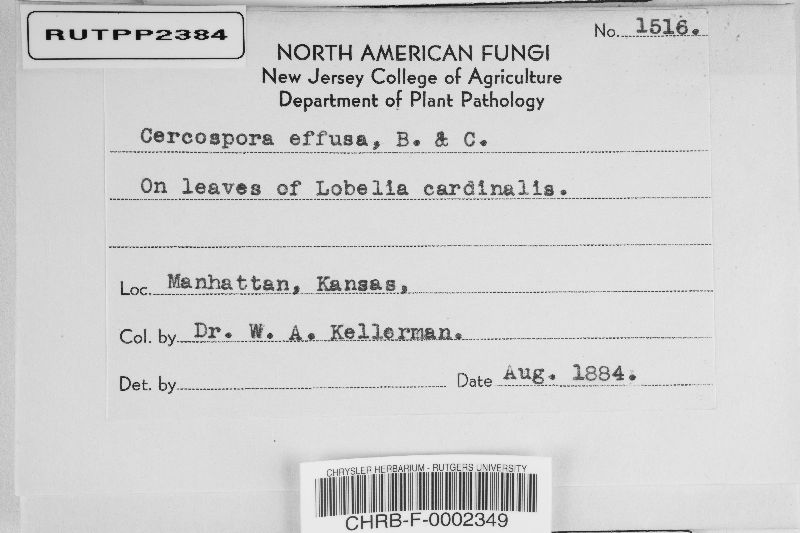 RUTPP2384
No. 1516.
NORTH AMERICAN FUNGI
New Jersey College of Agriculture
Department of Plant Pathology
Cercospora effusa, B. & C.
On leaves of Lobelia cardinalis.
Loc. Manhattan, Kansas,
Col. by Dr. W. A. Kellerman.
Det. by Date Aug. 1884.
CHRYSLER HERBARIUM - RUTGERS UNIVERSITY
CHRB-F-0002349